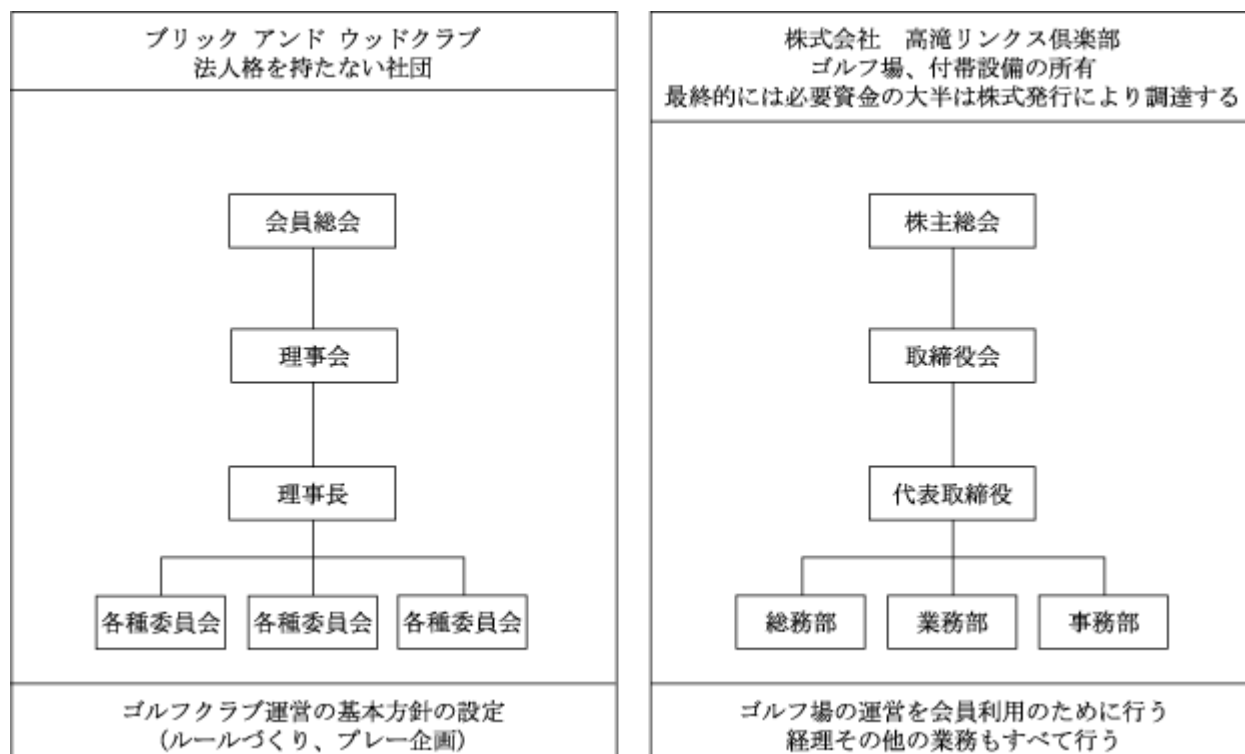 ブリック アンド ウッドクラブ
法人格を持たない社団
会員総会
理事会
理事長
各種委員会 各種委員会 各種委員会
ゴルフクラブ運営の基本方針の設定
(ルールづくり、プレー企画)
株式会社　高滝リンクス倶楽部
ゴルフ場、付帯設備の所有
最終的には必要資金の大半は株式発行により調達する
株主総会
取締役会
代表取締役
総務部 業務部 事務部
ゴルフ場の運営を会員利用のために行う
経理その他の業務もすべて行う